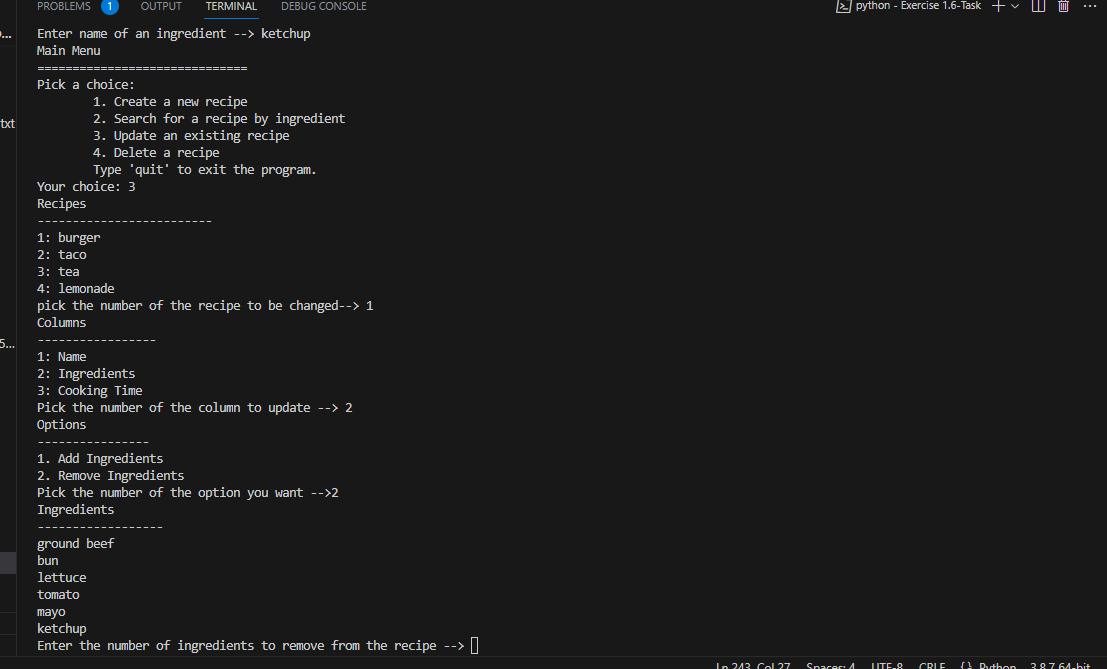 PROBLEMS 1 OUTPUT TERMINAL DEBUG CONSOLE python - Exercise 1.6-Task
Enter name of an ingredient --> ketchup
Main Menu
==============================
Pick a choice:
1. Create a new recipe
2. Search for a recipe by ingredient
txt
3. Update an existing recipe
4. Delete a recipe
Type 'quit' to exit the program.
Your choice: 3
Recipes
-------------------------
1: burger
2: taco
3: tea
4: lemonade
pick the number of the recipe to be changed--> 1
Columns
5...
-----------------
1: Name
2: Ingredients
3: Cooking Time
Pick the number of the column to update --> 2
Options
----------------
1. Add Ingredients
2. Remove Ingredients
Pick the number of the option you want -->2
Ingredients
------------------
ground beef
bun
lettuce
tomato
mayo
ketchup
Enter the number of ingredients to remove from the recipe -->
Ln 243, Col 27 Spaces: 4 UTF-8 CRLF {} Python 3.8.7 64-bit